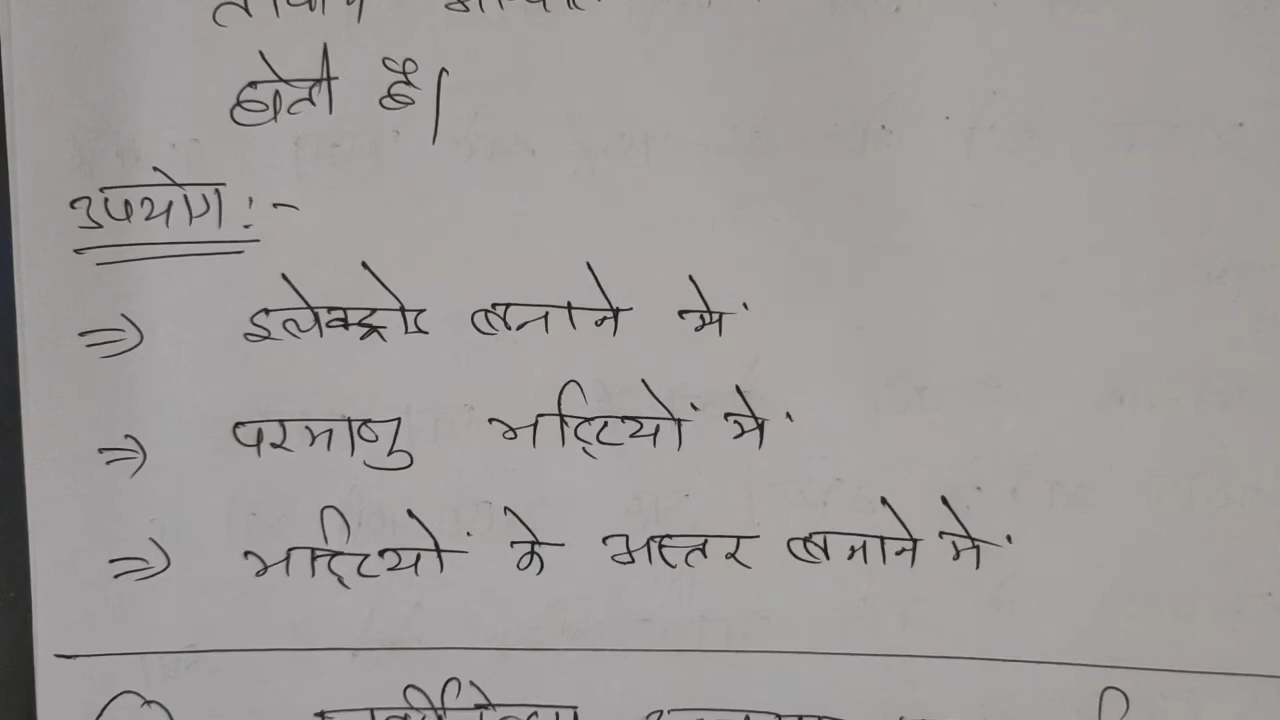 होती है।
उपयोग:-
⇒ इलेक्ट्रोड बनाने में
⇒ परमाणु भट्टियों में
⇒ भट्टियों के अस्तर बनाने में